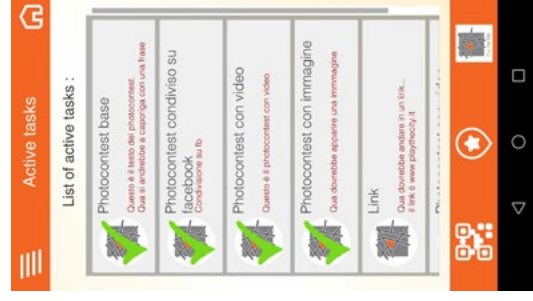 Active tasks
List of active tasks :
Photocontest base
Questo è il testo del photocontest.
Qua si andrebbe a caporiga con una frase
Photocontest condiviso su
facebook
Condivisione su fb
Photocontest con video
Questo è il photocontest con video
Photocontest con immagine
Qua dovrebbe apparire una immmagine
Link
Qua dovrebbe andare in un link...
il link è www.playthecity.it